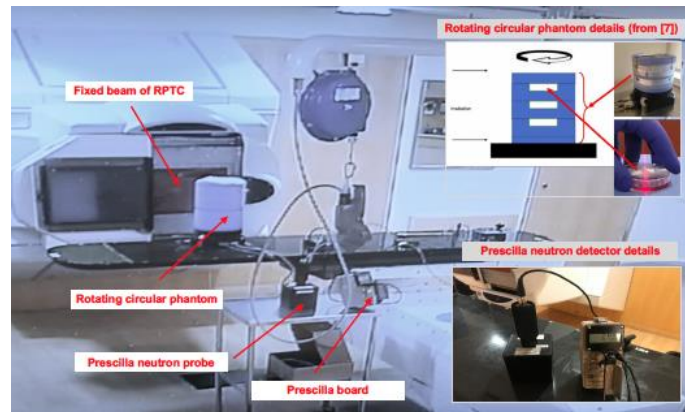 Rotating circular phantom details (from [7])
Fixed beam of RPTC
Irradiation
Rotating circular phantom
Prescilla neutron detector details
Prescilla neutron probe
Prescilla board